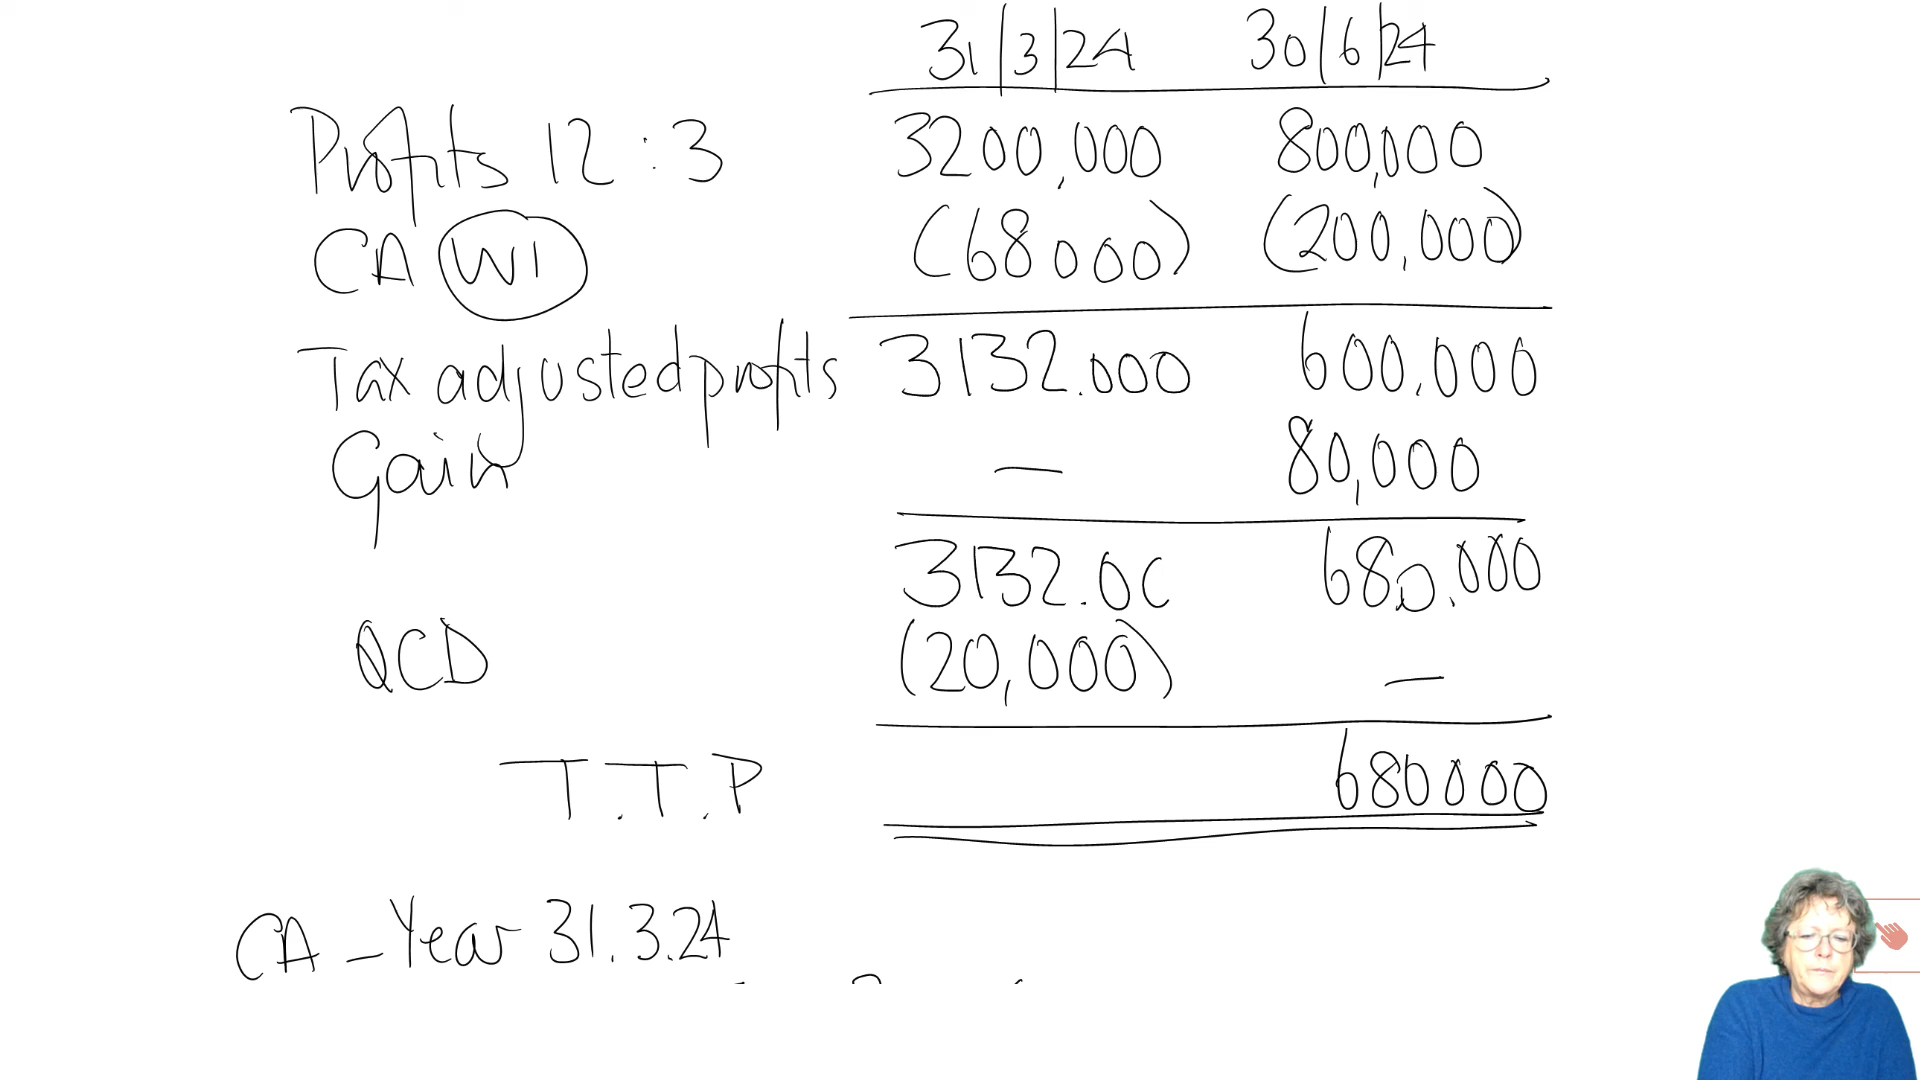 31/3/24 30/6/24
Profits 12 : 3 3200,000 800,000
CA W1 (68000) (200,000)
Tax adjusted profits 3132.000 600.000
Gain — 80,000
3132.00 680.000
QCD (20,000) —
T.T.P 680000
CA - Year 31.3.24